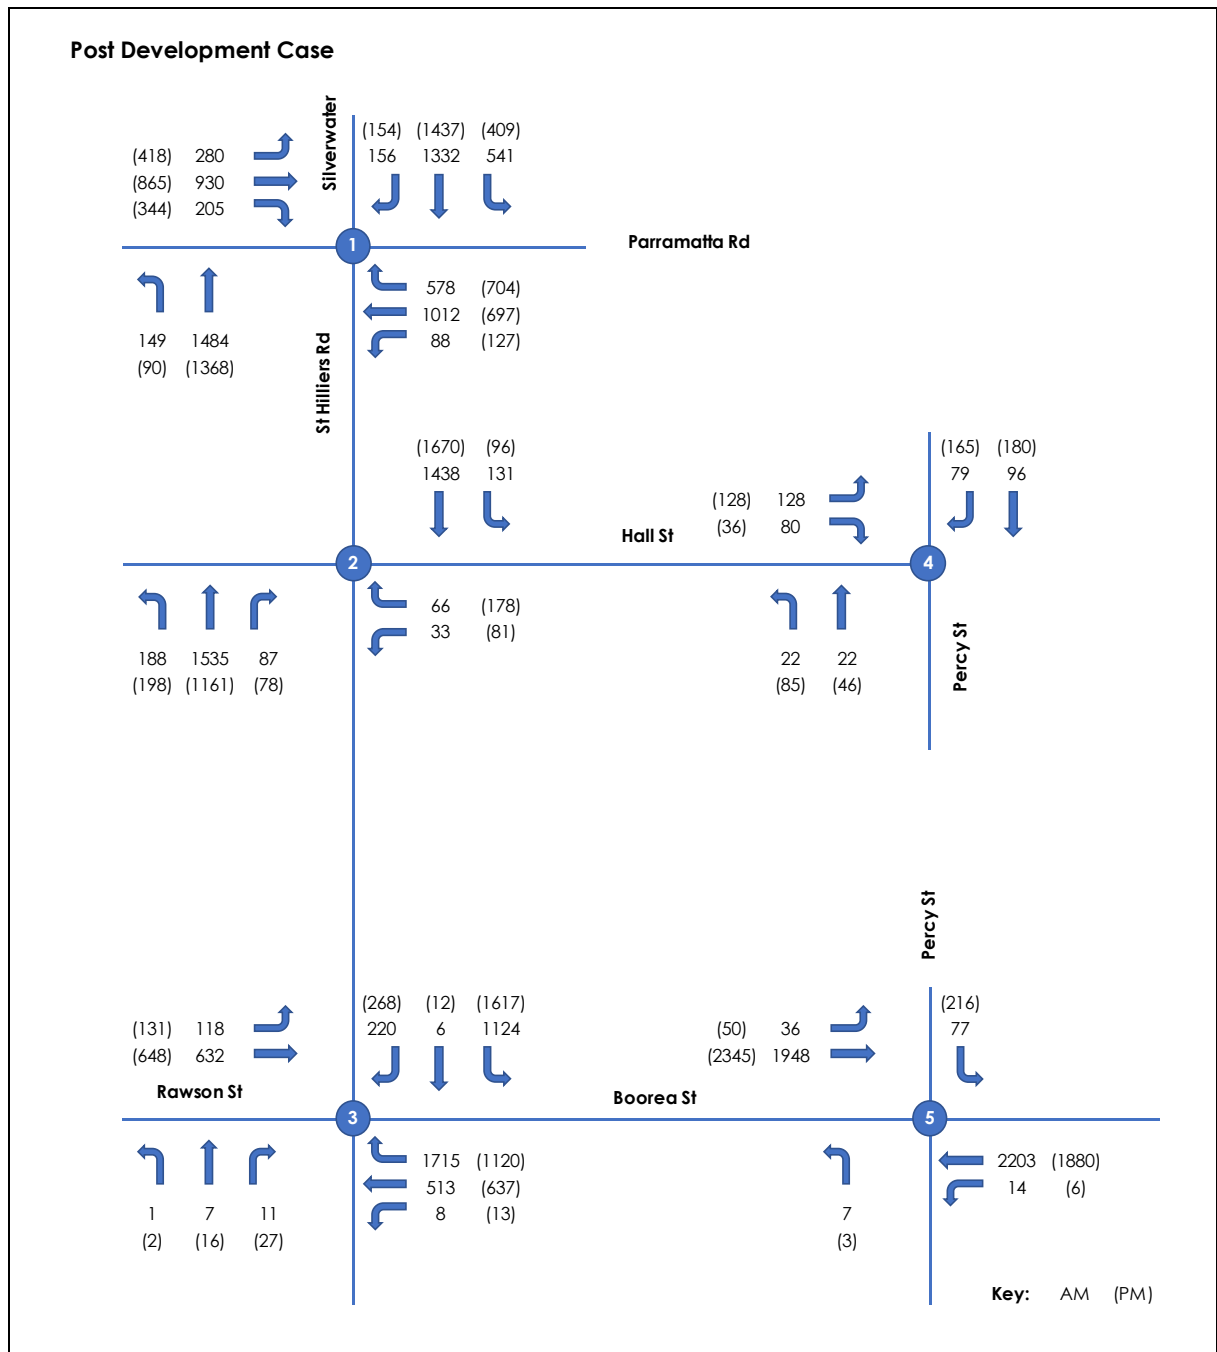 Post Development Case
Silverwater
(154) (1437) (409)
156 1332 541
(418) 280
(865) 930
(344) 205
1
Parramatta Rd
578 (704)
1012 (697)
88 (127)
149 1484
(90) (1368)
St Hilliers Rd
(1670) (96)
1438 131
(165) (180)
79 96
(128) 128
(36) 80
Hall St
2
4
66 (178)
33 (81)
188 1535 87
(198) (1161) (78)
22 22
(85) (46)
Percy St
Percy St
(268) (12) (1617)
220 6 1124
(131) 118
(648) 632
(216)
77
(50) 36
(2345) 1948
Rawson St
Boorea St
3
5
1715 (1120)
513 (637)
8 (13)
2203 (1880)
14 (6)
1 7 11
(2) (16) (27)
7
(3)
Key: AM (PM)